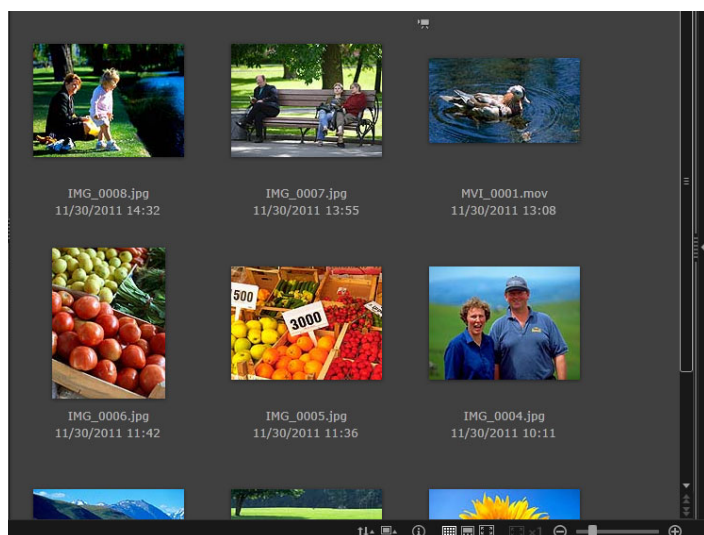 IMG_0008.jpg
11/30/2011 14:32
IMG_0007.jpg
11/30/2011 13:55
MVI_0001.mov
11/30/2011 13:08
500
3000
IMG_0006.jpg
11/30/2011 11:42
IMG_0005.jpg
11/30/2011 11:36
IMG_0004.jpg
11/30/2011 10:11
x1